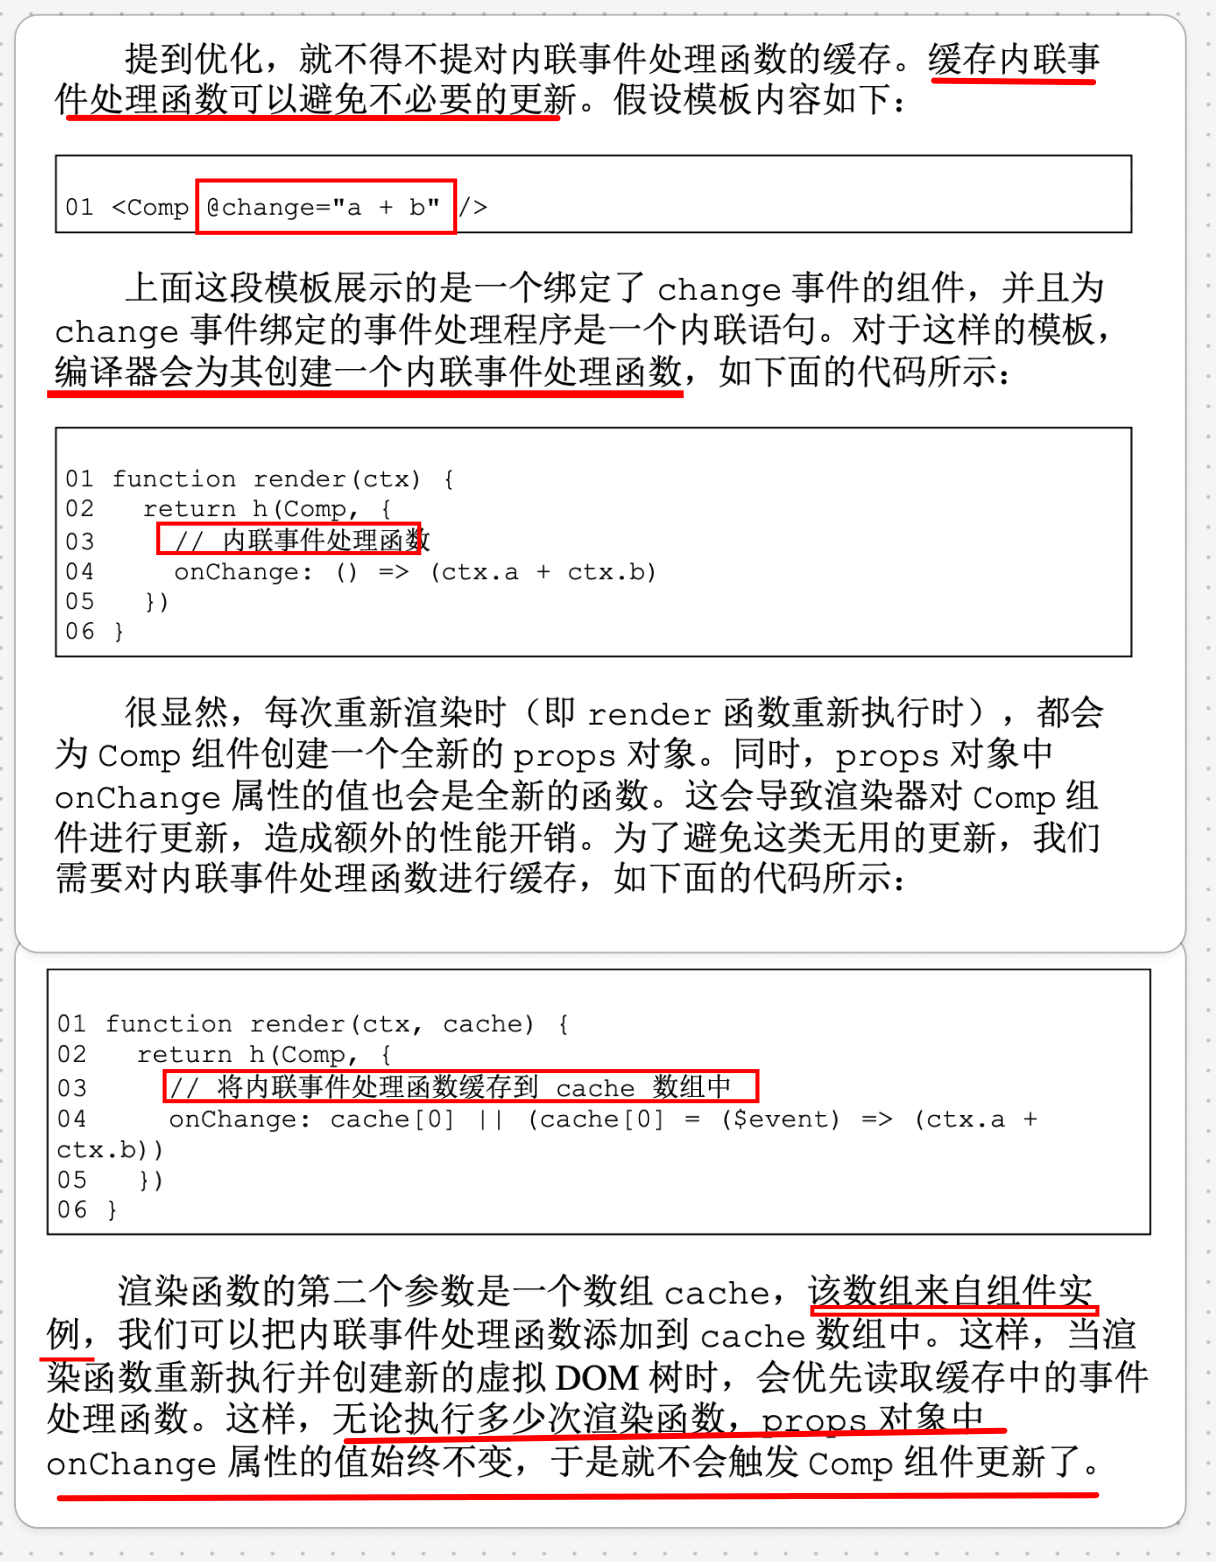 提到优化，就不得不提对内联事件处理函数的缓存。缓存内联事
件处理函数可以避免不必要的更新。假设模板内容如下：
01 <Comp @change="a + b" />
上面这段模板展示的是一个绑定了 change 事件的组件，并且为
change 事件绑定的事件处理程序是一个内联语句。对于这样的模板，
编译器会为其创建一个内联事件处理函数，如下面的代码所示：
01 function render(ctx) {
02   return h(Comp, {
03     // 内联事件处理函数
04     onChange: () => (ctx.a + ctx.b)
05   })
06 }
很显然，每次重新渲染时（即 render 函数重新执行时），都会
为 Comp 组件创建一个全新的 props 对象。同时，props 对象中
onChange 属性的值也会是全新的函数。这会导致渲染器对 Comp 组
件进行更新，造成额外的性能开销。为了避免这类无用的更新，我们
需要对内联事件处理函数进行缓存，如下面的代码所示：
01 function render(ctx, cache) {
02   return h(Comp, {
03     // 将内联事件处理函数缓存到 cache 数组中
04     onChange: cache[0] || (cache[0] = ($event) => (ctx.a +
ctx.b))
05   })
06 }
渲染函数的第二个参数是一个数组 cache，该数组来自组件实
例，我们可以把内联事件处理函数添加到 cache 数组中。这样，当渲
染函数重新执行并创建新的虚拟 DOM 树时，会优先读取缓存中的事件
处理函数。这样，无论执行多少次渲染函数，props 对象中
onChange 属性的值始终不变，于是就不会触发 Comp 组件更新了。